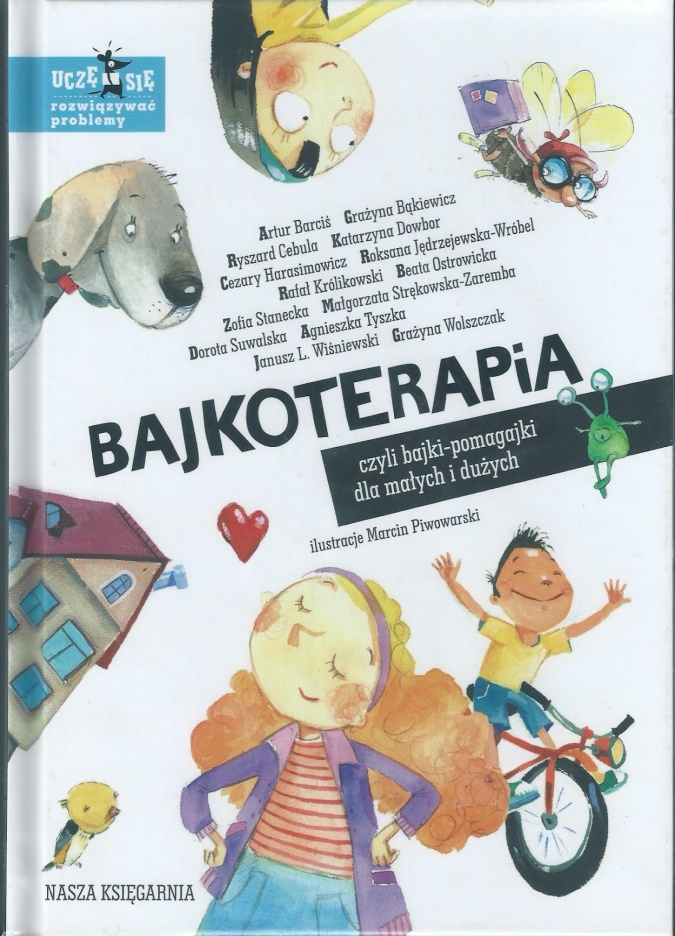 UCZĘ SIĘ
rozwiązywać
problemy
Artur Barciś Grażyna Bąkiewicz
Ryszard Cebula Katarzyna Dowbor
Cezary Harasimowicz Roksana Jędrzejewska-Wróbel
Rafał Królikowski Beata Ostrowicka
Zofia Stanecka Małgorzata Strękowska-Zaremba
Dorota Suwalska Agnieszka Tyszka
Janusz L. Wiśniewski Grażyna Wolszczak
BAJKOTERAPiA
czyli bajki-pomagajki
dla małych i dużych
ilustracje Marcin Piwowarski
NASZA KSIĘGARNIA